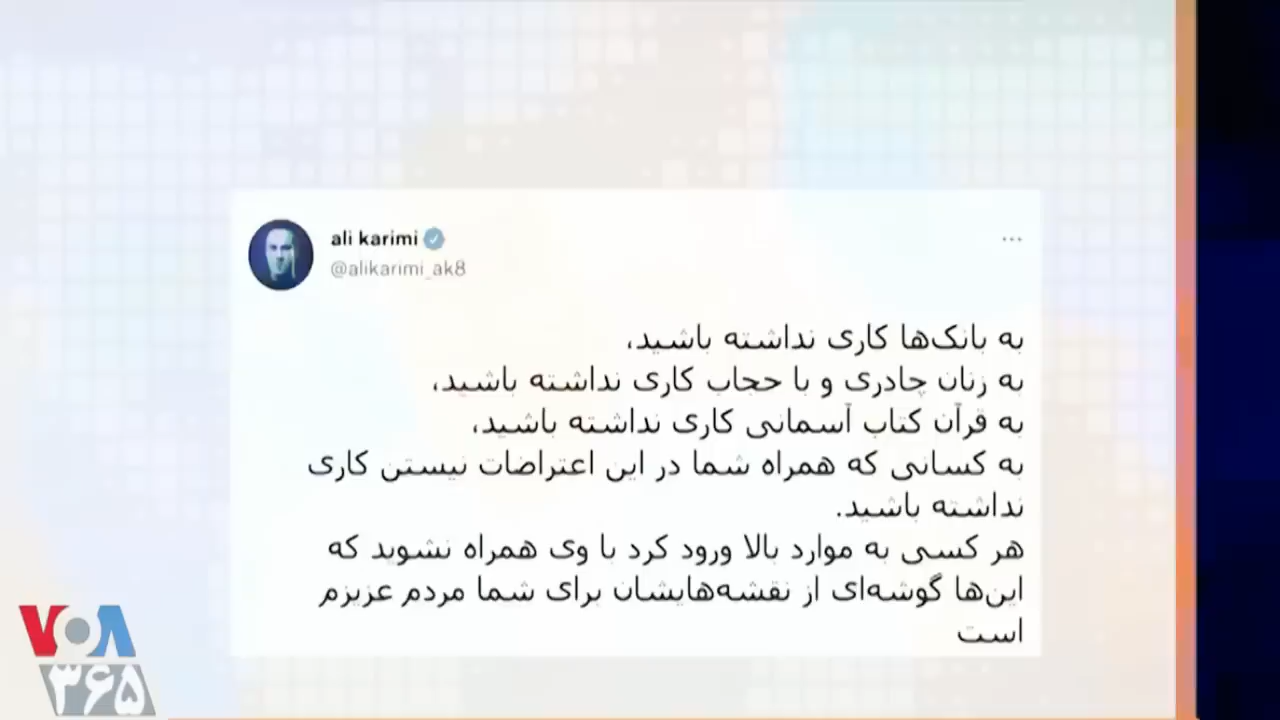 ali karimi
@alikarimi_ak8
به بانک‌ها کاری نداشته باشید،
به زنان چادری و با حجاب کاری نداشته باشید،
به قرآن کتاب آسمانی کاری نداشته باشید،
به کسانی که همراه شما در این اعتراضات نیستن کاری
نداشته باشید.
هر کسی به موارد بالا ورود کرد با وی همراه نشوید که
این‌ها گوشه‌ای از نقشه‌هایشان برای شما مردم عزیزم
است
VOA
۳۶۵